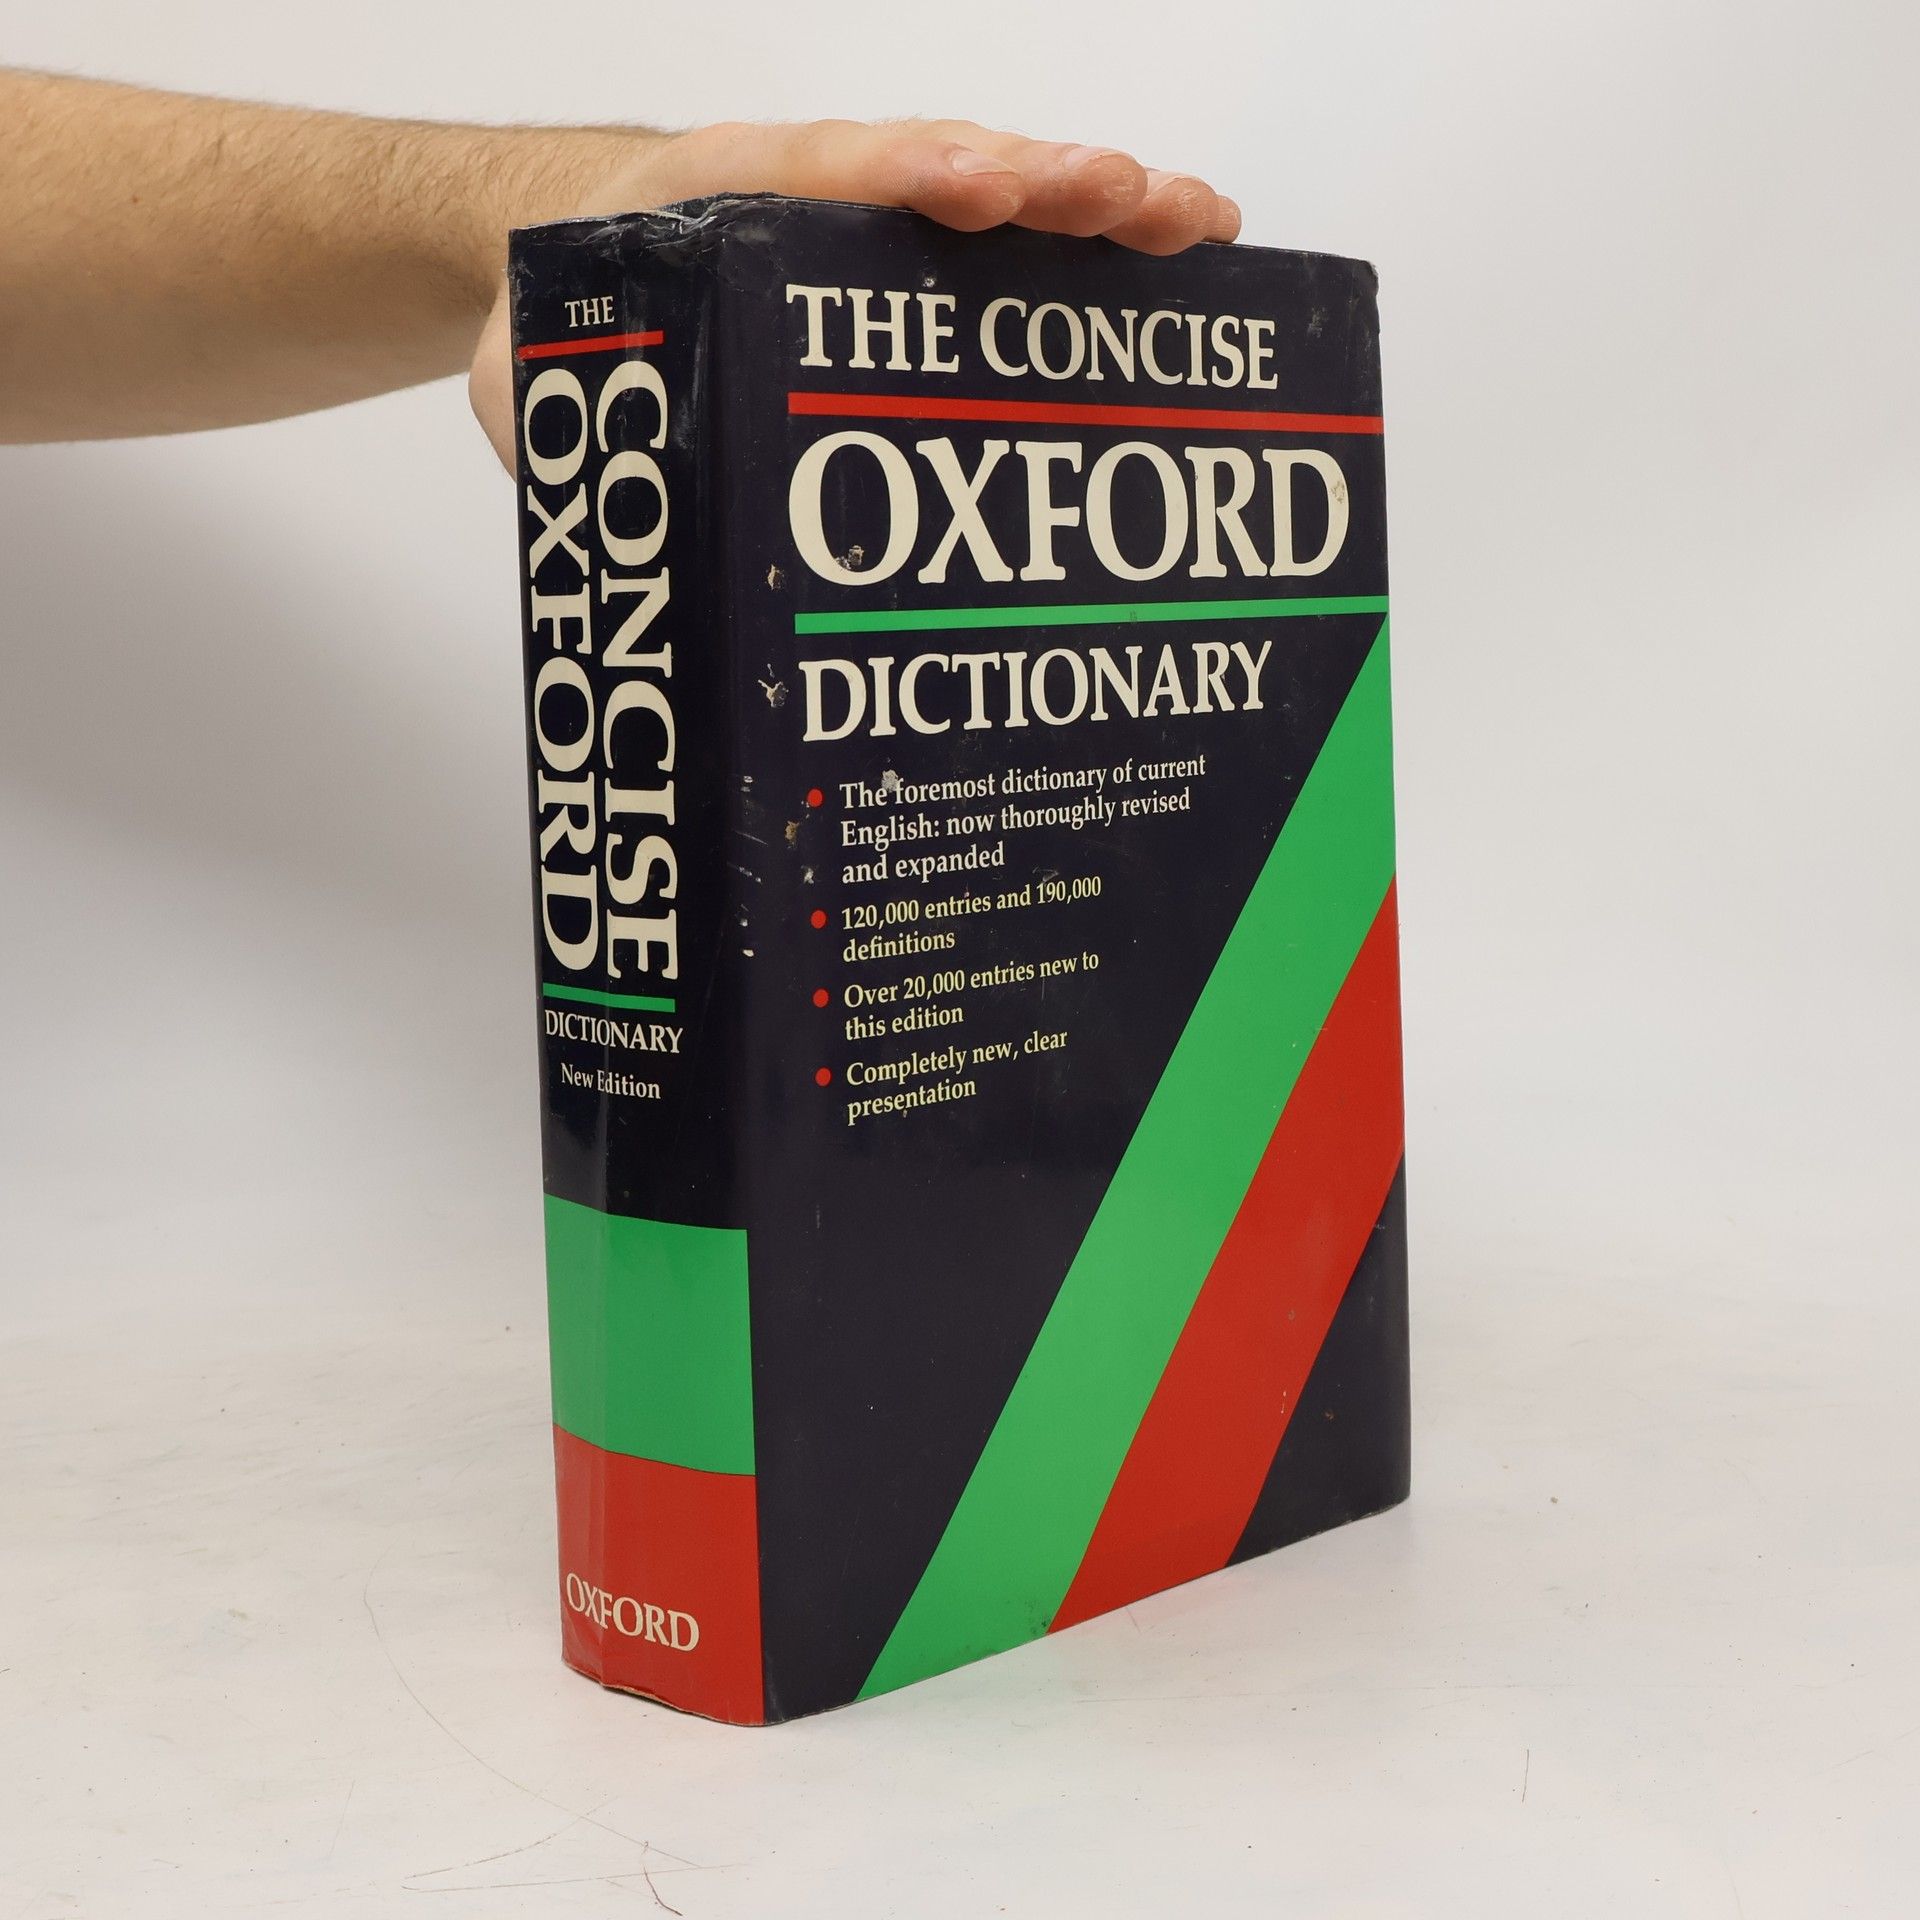 THE
CONCISE
OXFORD
DICTIONARY
New Edition
OXFORD
THE CONCISE
OXFORD
DICTIONARY
• The foremost dictionary of current
English: now thoroughly revised
and expanded
• 120,000 entries and 190,000
definitions
• Over 20,000 entries new to
this edition
• Completely new, clear
presentation